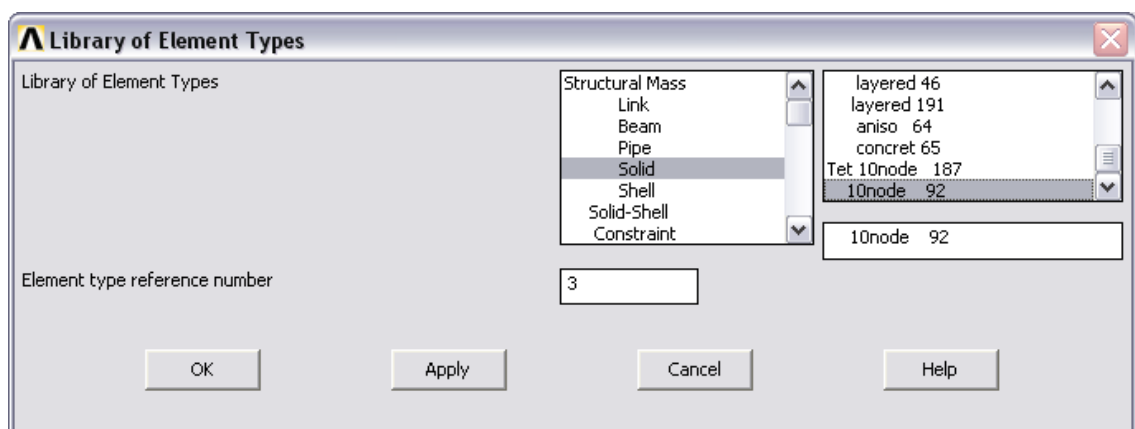 Library of Element Types
Library of Element Types
Structural Mass
Link
Beam
Pipe
Solid
Shell
Solid-Shell
Constraint
layered 46
layered 191
aniso 64
concret 65
Tet 10node 187
10node 92
10node 92
Element type reference number
3
OK
Apply
Cancel
Help